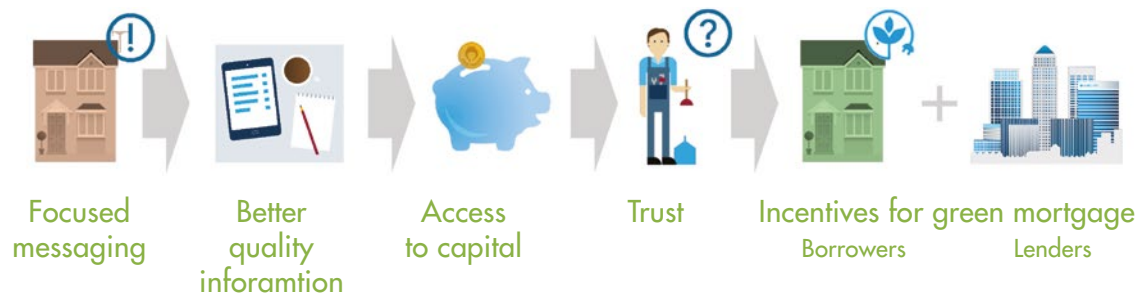 Focused
messaging
Better
quality
inforamtion
Access
to capital
Trust
Incentives for green mortgage
Borrowers
Lenders